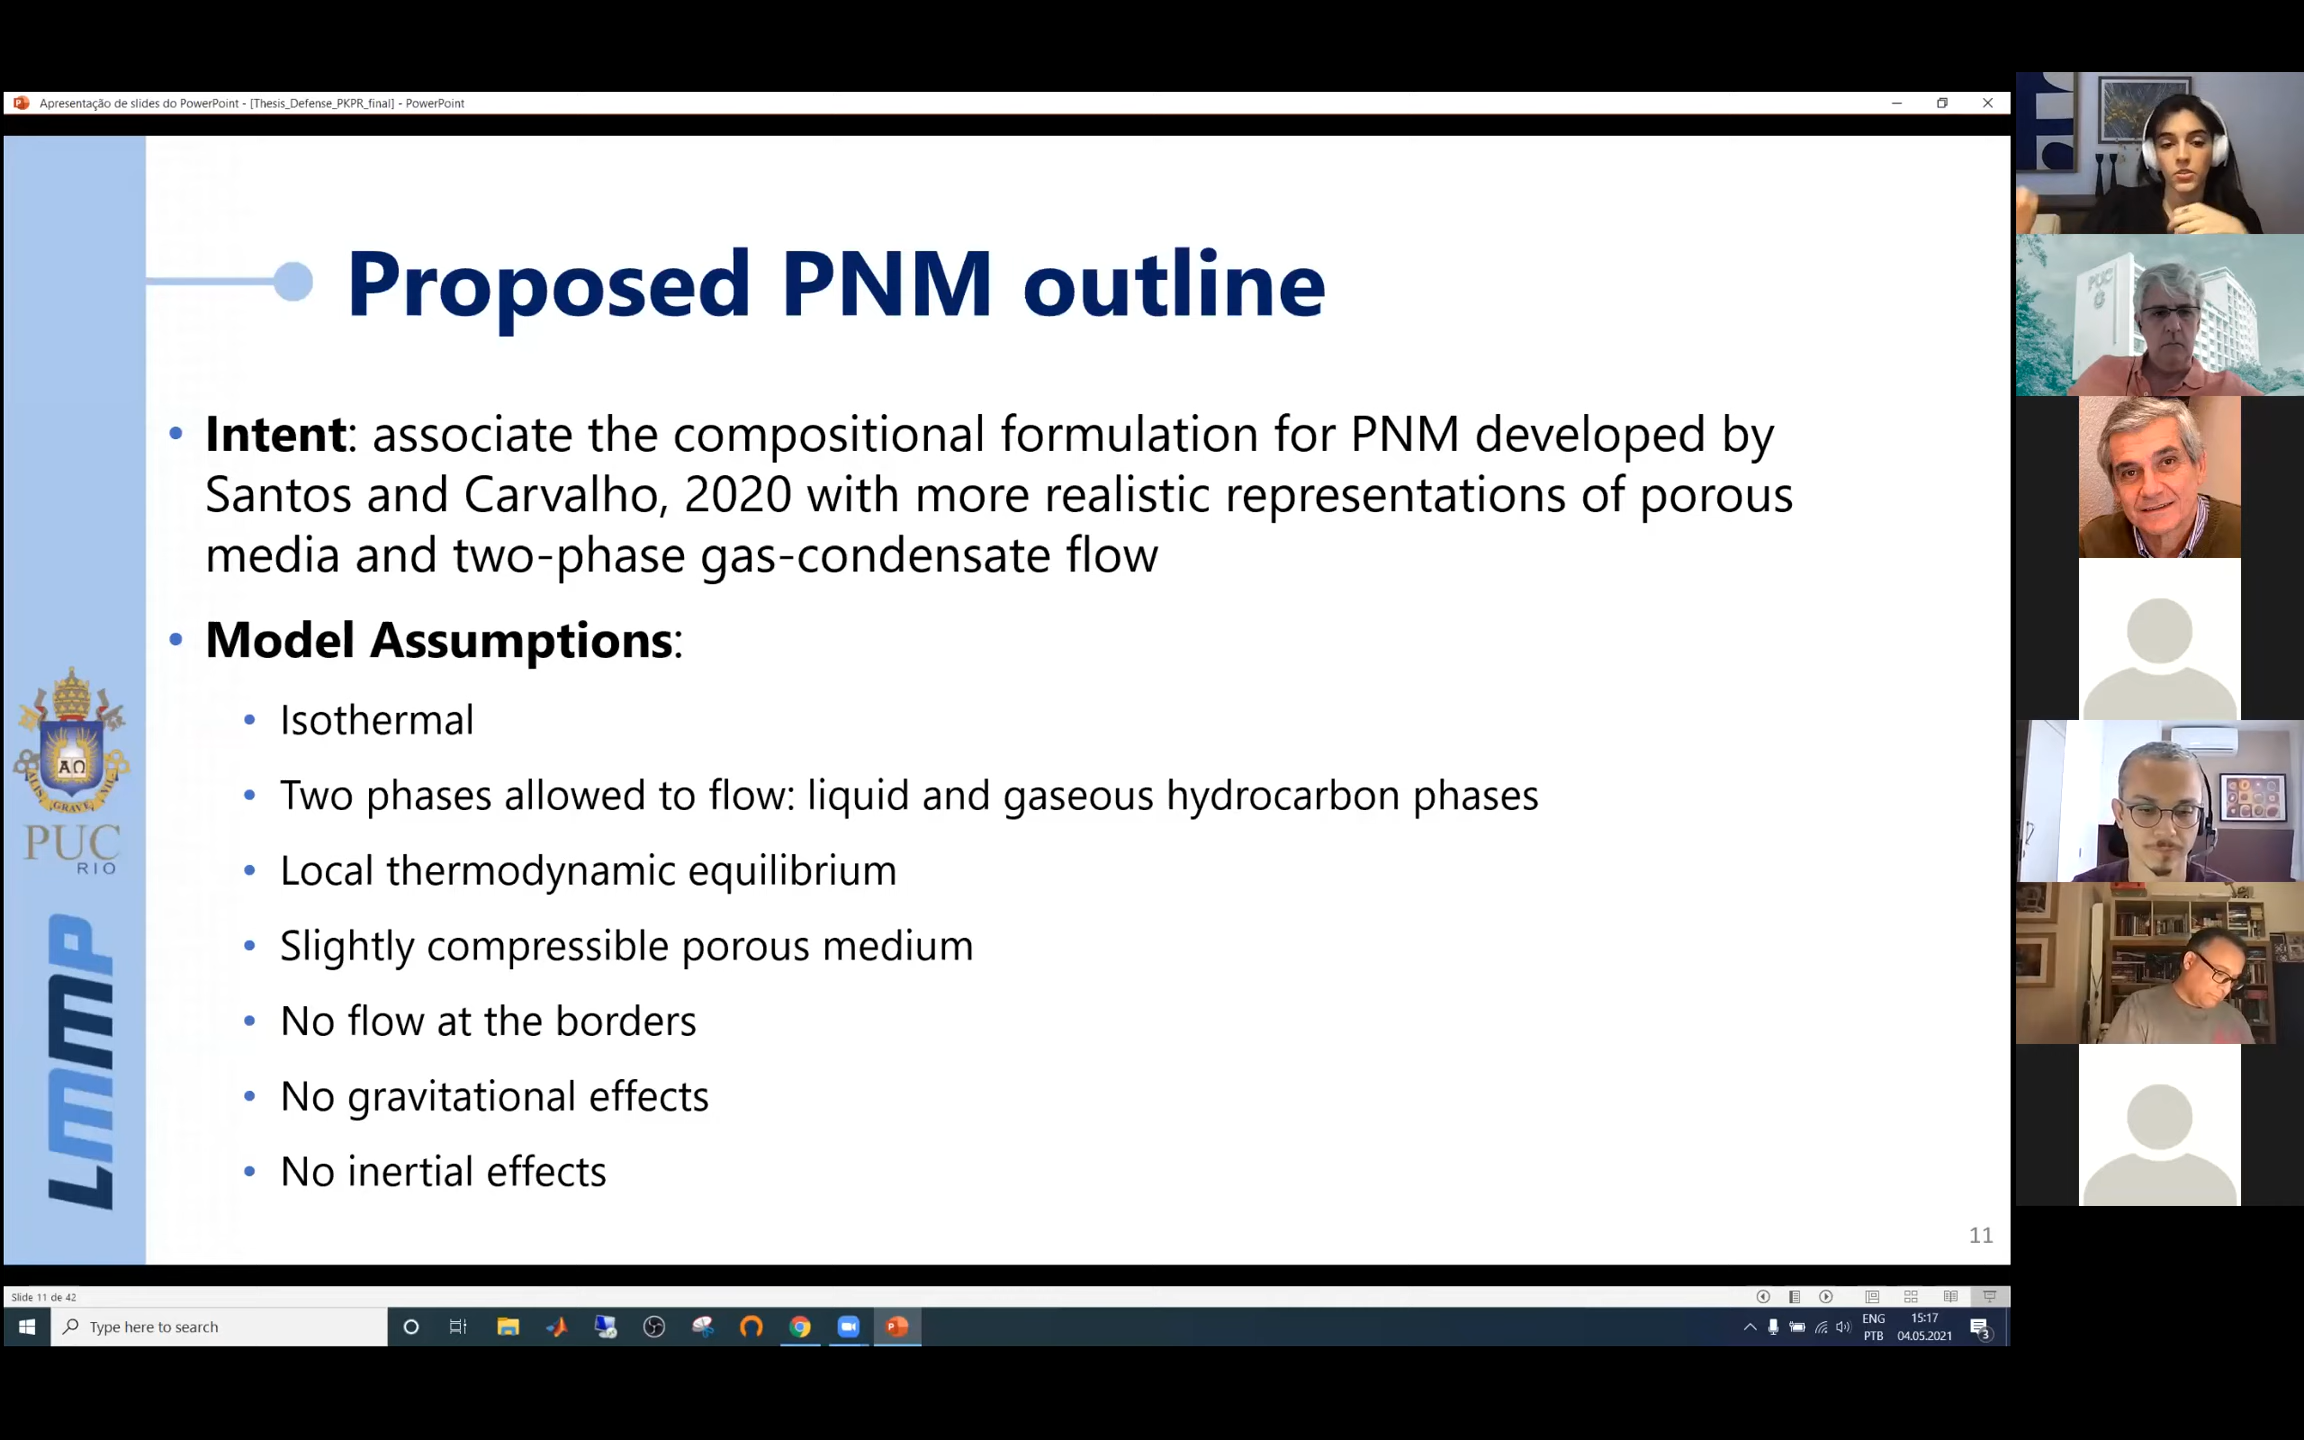 Apresentação de slides do PowerPoint - [Thesis_Defense_PKPR_final] - PowerPoint
Proposed PNM outline
• Intent: associate the compositional formulation for PNM developed by
Santos and Carvalho, 2020 with more realistic representations of porous
media and two-phase gas-condensate flow
• Model Assumptions:
• Isothermal
• Two phases allowed to flow: liquid and gaseous hydrocarbon phases
• Local thermodynamic equilibrium
• Slightly compressible porous medium
• No flow at the borders
• No gravitational effects
• No inertial effects
ΑΩ
GRAVE
PUC
RIO
LMMP
11
Slide 11 de 42
Type here to search
ENG
PTB
15:17
04.05.2021
3
PUC